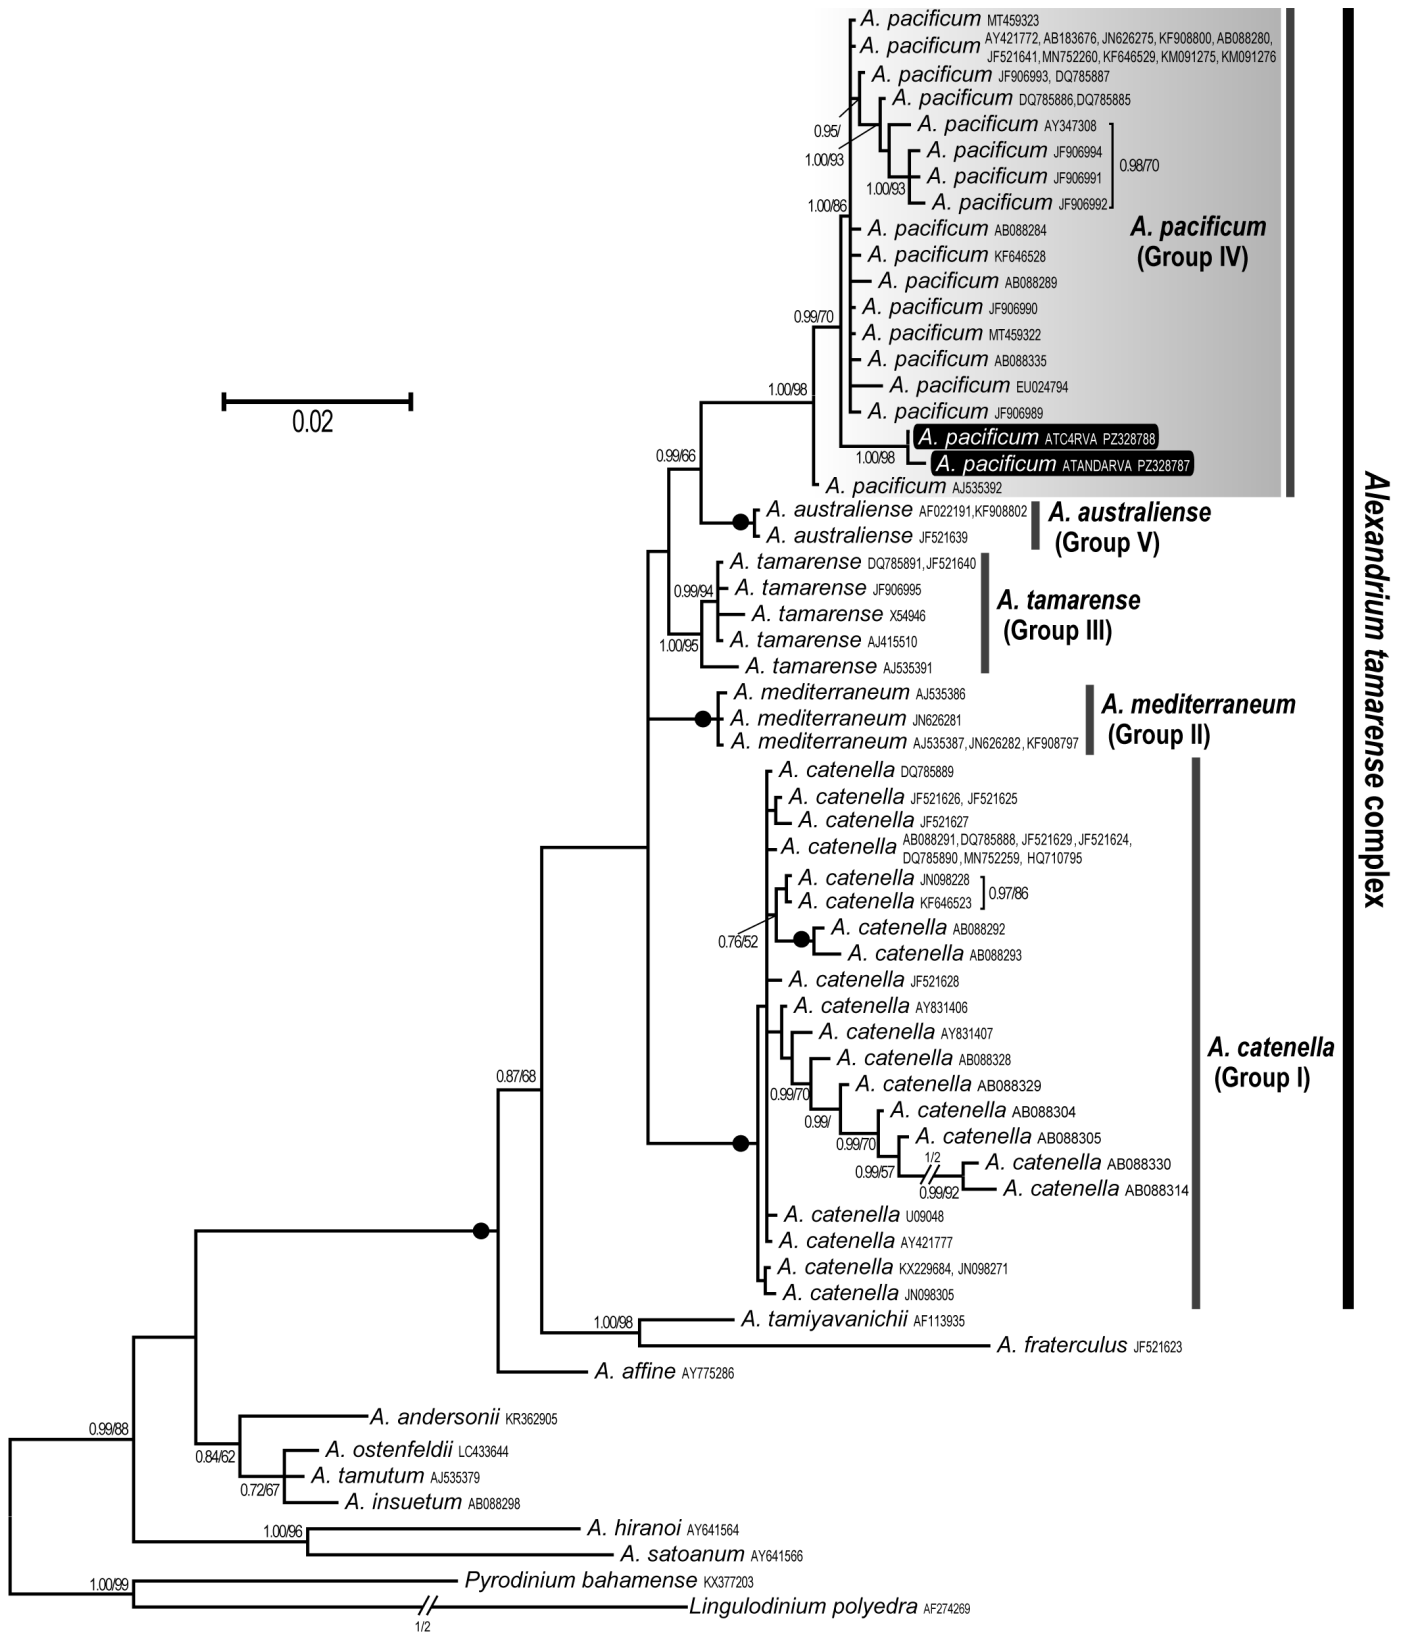 A. pacificum MT459323
A. pacificum AY421772, AB183676, JN626275, KF908800, AB088280,
JF521641, MN752260, KF646529, KM091275, KM091276
A. pacificum JF906993, DQ785887
A. pacificum DQ785886,DQ785885
0.95/
A. pacificum AY347308
1.00/93
A. pacificum JF906994
0.98/70
A. pacificum JF906991
1.00/93
A. pacificum JF906992
1.00/86
A. pacificum
(Group IV)
A. pacificum AB088284
A. pacificum KF646528
A. pacificum AB088289
A. pacificum JF906990
0.99/70
A. pacificum MT459322
A. pacificum AB088335
A. pacificum EU024794
1.00/98
0.02
A. pacificum JF906989
A. pacificum ATC4RVA PZ328788
1.00/98
A. pacificum ATANDARVA PZ328787
0.99/66
A. pacificum AJ535392
A. australiense AF022191,KF908802
A. australiense JF521639
A. australiense
(Group V)
A. tamarense DQ785891,JF521640
0.99/94
A. tamarense JF906995
A. tamarense X54946
A. tamarense
(Group III)
A. tamarense AJ415510
1.00/95
A. tamarense AJ535391
A. mediterraneum AJ535386
A. mediterraneum JN626281
A. mediterraneum AJ535387,JN626282,KF908797
A. mediterraneum
(Group II)
Alexandrium tamarense complex
A. catenella DQ785889
A. catenella JF521626, JF521625
A. catenella JF521627
A. catenella AB088291,DQ785888, JF521629,JF521624,
DQ785890,MN752259, HQ710795
A. catenella JN098228
0.97/86
A. catenella KF646523
A. catenella AB088292
0.76/52
A. catenella AB088293
A. catenella JF521628
A. catenella AY831406
A. catenella AY831407
A. catenella
(Group I)
A. catenella AB088328
A. catenella AB088329
0.99/70
A. catenella AB088304
0.99/
A. catenella AB088305
0.99/70
1/2
A. catenella AB088330
0.99/57
A. catenella AB088314
0.99/92
A. catenella U09048
A. catenella AY421777
A. catenella KX229684, JN098271
A. catenella JN098305
0.87/68
1.00/98
A. tamiyavanichii AF113935
A. fraterculus JF521623
A. affine AY775286
A. andersonii KR362905
0.99/88
0.84/62
A. ostenfeldii LC433644
A. tamutum AJ535379
0.72/67
A. insuetum AB088298
1.00/96
A. hiranoi AY641564
A. satoanum AY641566
1.00/99
Pyrodinium bahamense KX377203
Lingulodinium polyedra AF274269
1/2